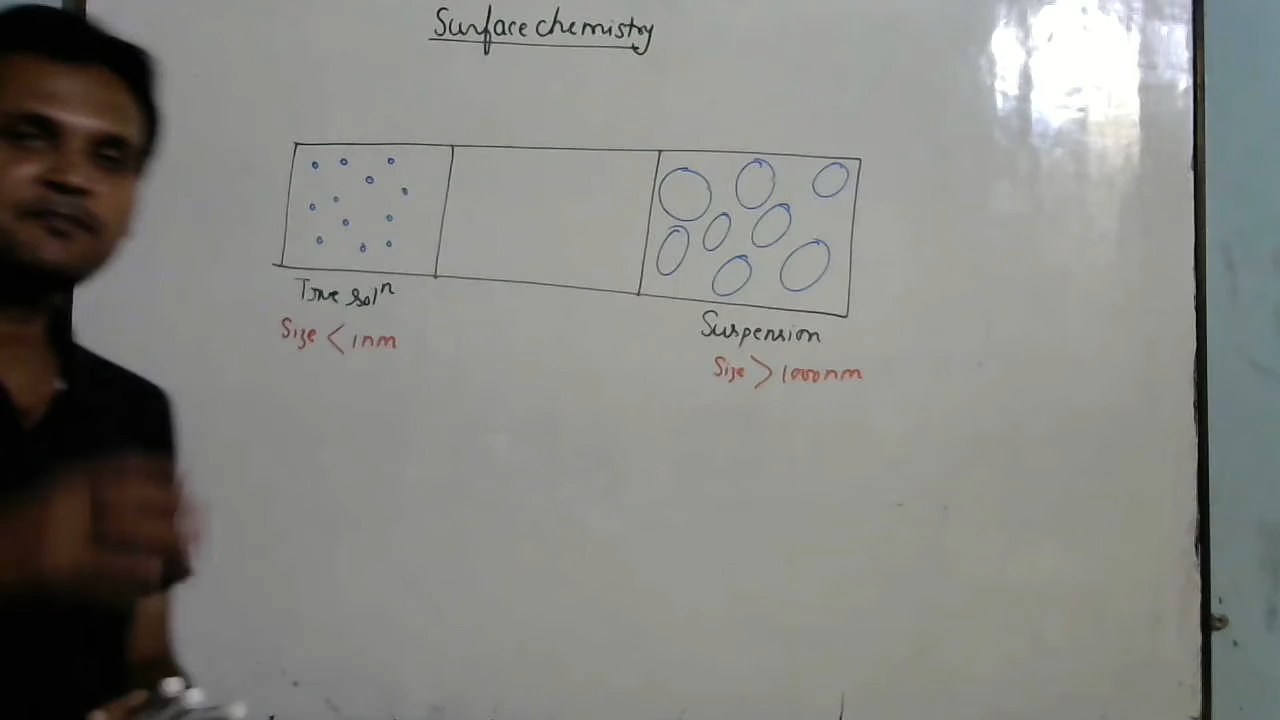 Surface chemistry
True solⁿ
Size < 1nm
Suspension
Size > 1000nm